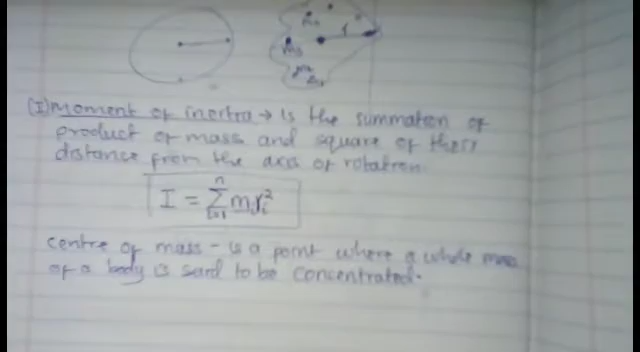 (I) moment of inertia → is the summation of
product of mass and square of their
distance from the axis of rotation.
I = n∑i=1 miri²
centre of mass - is a point where a whole mass
of a body is said to be concentrated.